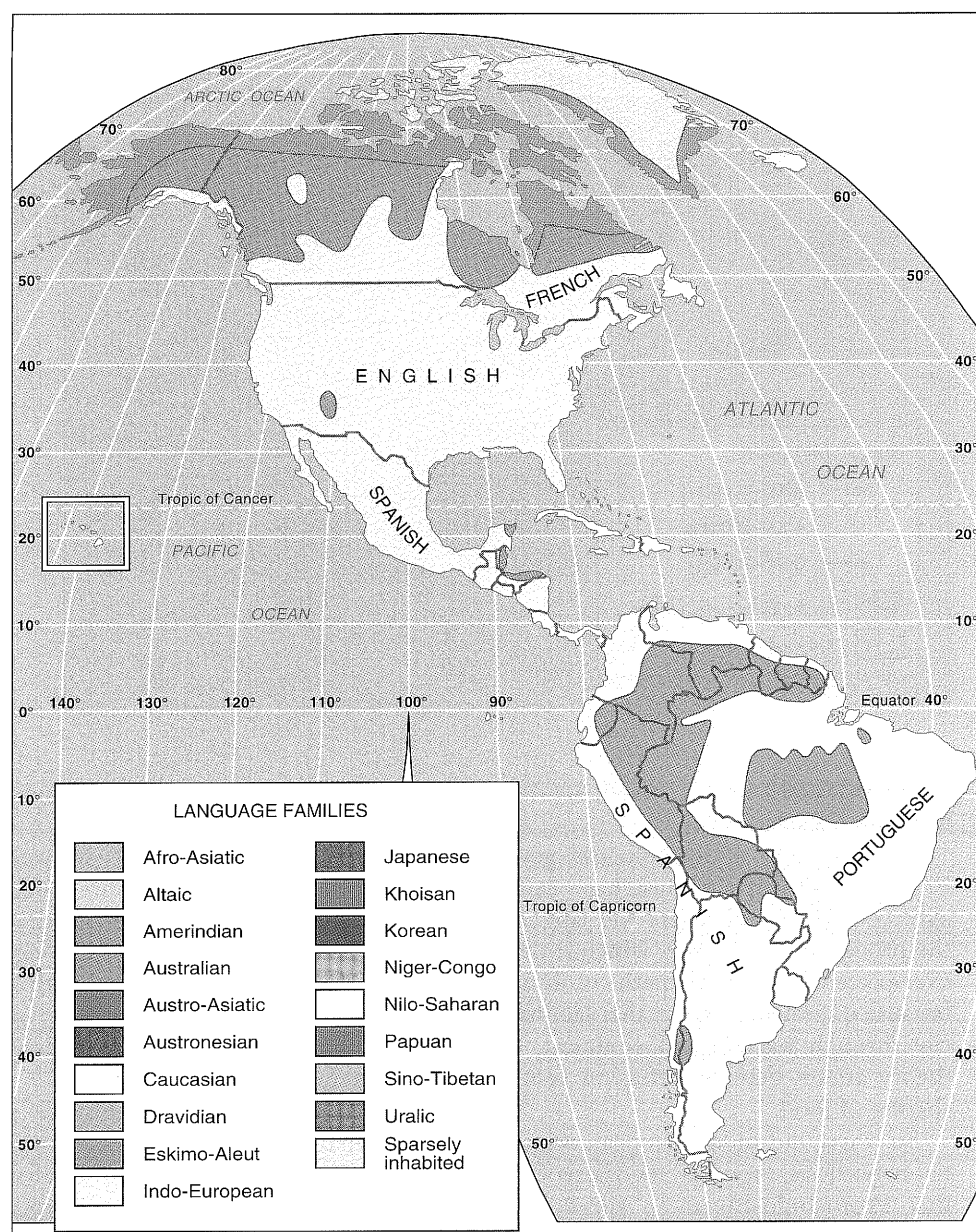 80°
ARCTIC OCEAN
70°
70°
60°
60°
50°
50°
FRENCH
40°
ENGLISH
40°
ATLANTIC
30°
30°
OCEAN
Tropic of Cancer
SPANISH
20°
PACIFIC
20°
OCEAN
10°
10°
140°
130°
120°
110°
100°
90°
Equator 40°
0°
10°
10°
SPANISH
PORTUGUESE
20°
20°
Tropic of Capricorn
30°
30°
40°
40°
50°
50°
50°
LANGUAGE FAMILIES
Afro-Asiatic
Altaic
Amerindian
Australian
Austro-Asiatic
Austronesian
Caucasian
Dravidian
Eskimo-Aleut
Indo-European
Japanese
Khoisan
Korean
Niger-Congo
Nilo-Saharan
Papuan
Sino-Tibetan
Uralic
Sparsely
inhabited